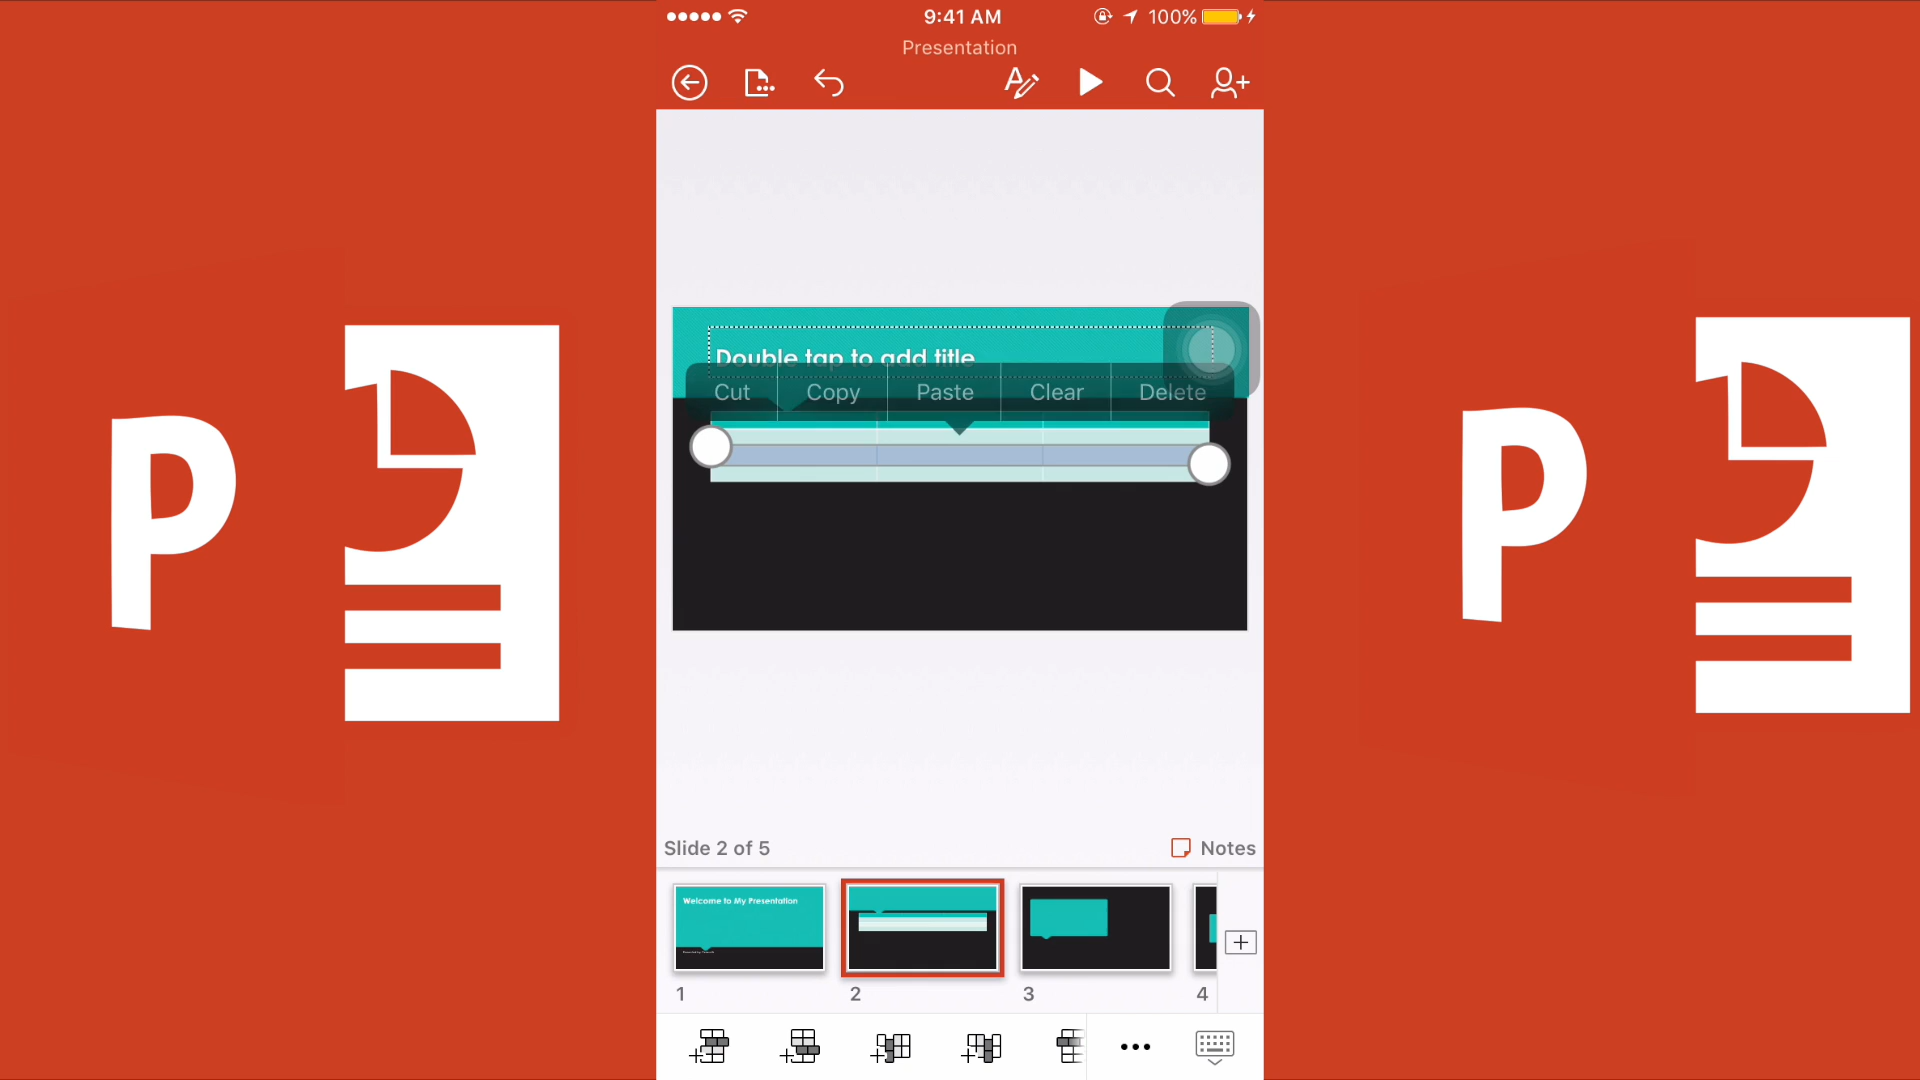 9:41 AM
100%
Presentation
Double tap to add title
Cut Copy Paste Clear Delete
P
P
Slide 2 of 5
Notes
Welcome to My Presentation
1
2
3
4